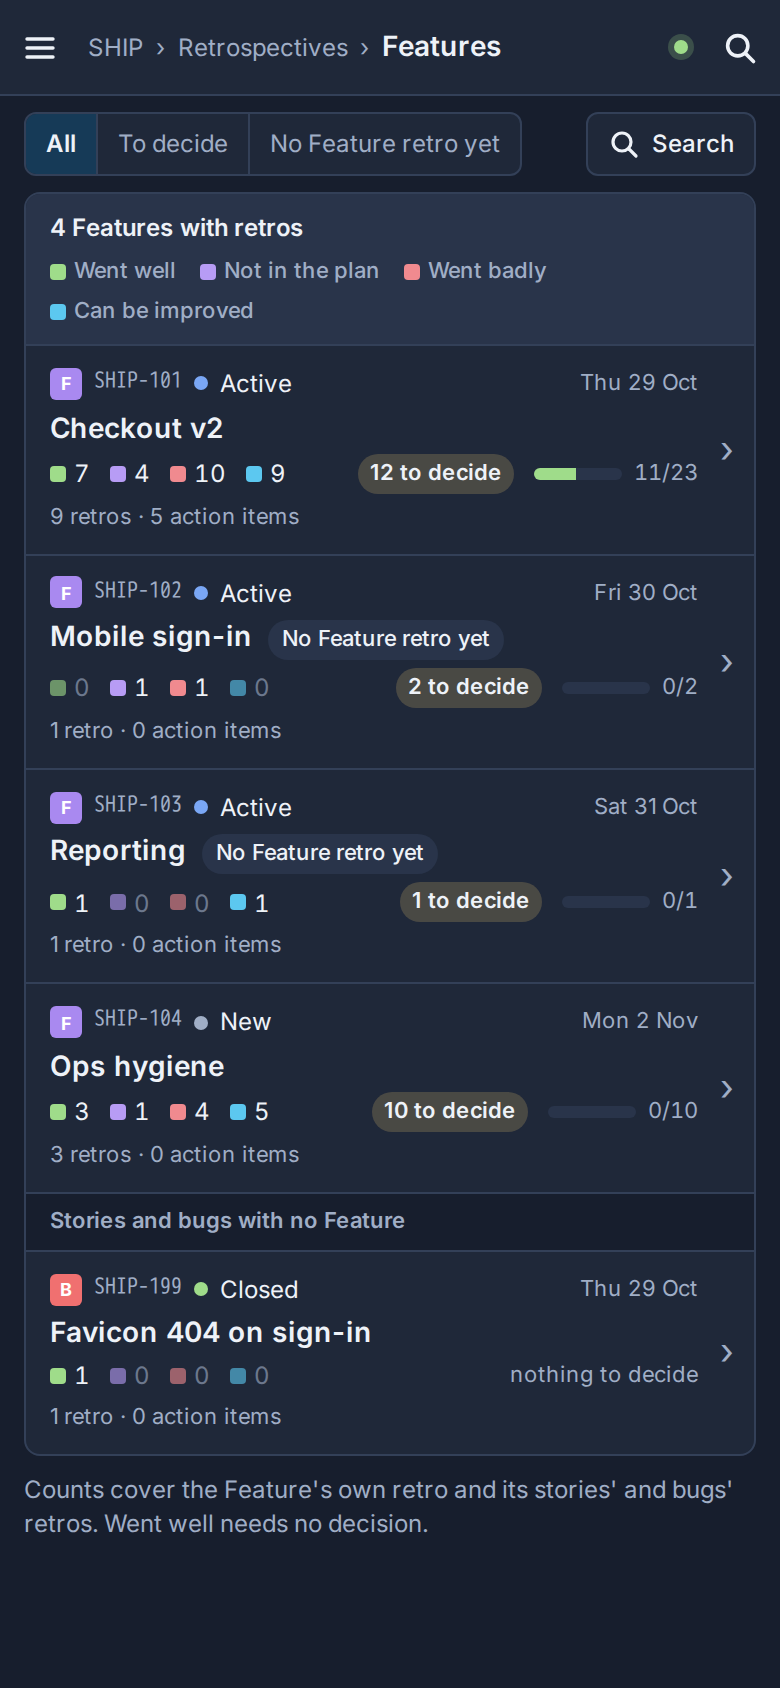 SHIP › Retrospectives › Features
All To decide No Feature retro yet Search
4 Features with retros
Went well Not in the plan Went badly
Can be improved
F SHIP-101 Active Thu 29 Oct
Checkout v2
7 4 10 9 12 to decide 11/23
9 retros · 5 action items
F SHIP-102 Active Fri 30 Oct
Mobile sign-in No Feature retro yet
0 1 1 0 2 to decide 0/2
1 retro · 0 action items
F SHIP-103 Active Sat 31 Oct
Reporting No Feature retro yet
1 0 0 1 1 to decide 0/1
1 retro · 0 action items
F SHIP-104 New Mon 2 Nov
Ops hygiene
3 1 4 5 10 to decide 0/10
3 retros · 0 action items
Stories and bugs with no Feature
B SHIP-199 Closed Thu 29 Oct
Favicon 404 on sign-in
1 0 0 0 nothing to decide
1 retro · 0 action items
Counts cover the Feature's own retro and its stories' and bugs'
retros. Went well needs no decision.